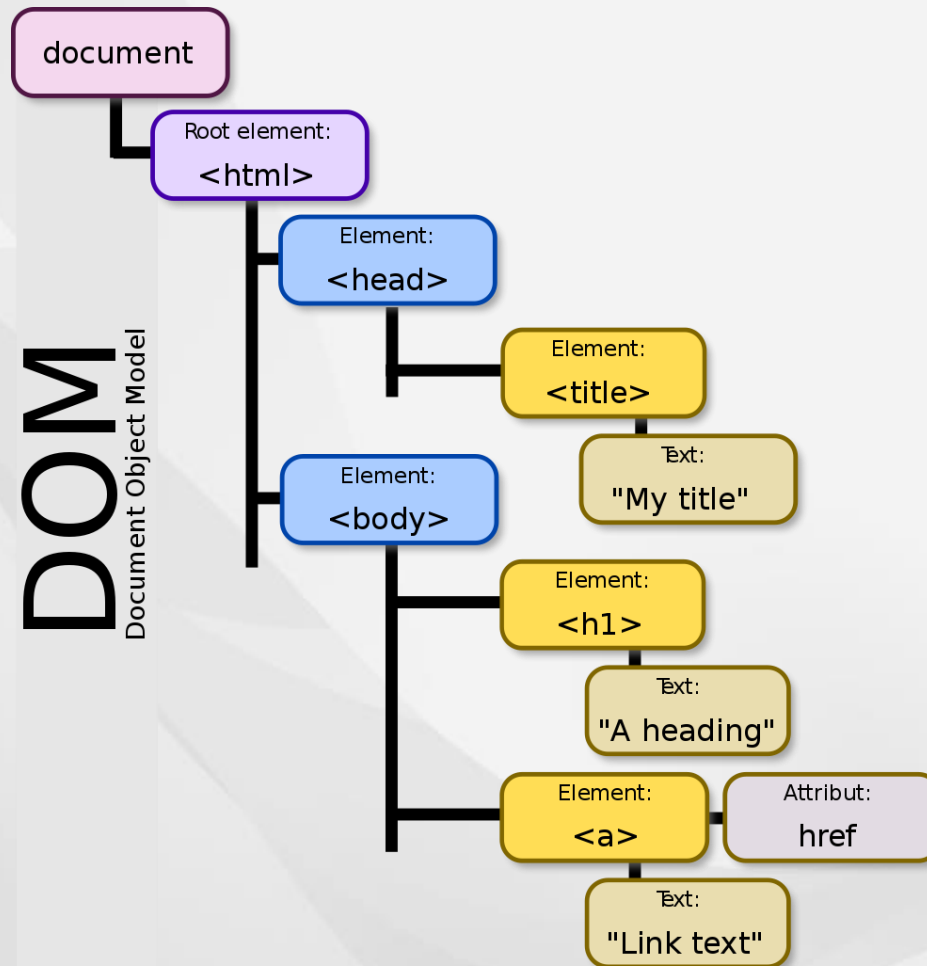 document
Root element:
<html>
Element:
<head>
Element:
<title>
Text:
"My title"
Element:
<body>
Element:
<h1>
Text:
"A heading"
Element:
<a>
Attribut:
href
Text:
"Link text"
DOM
Document Object Model